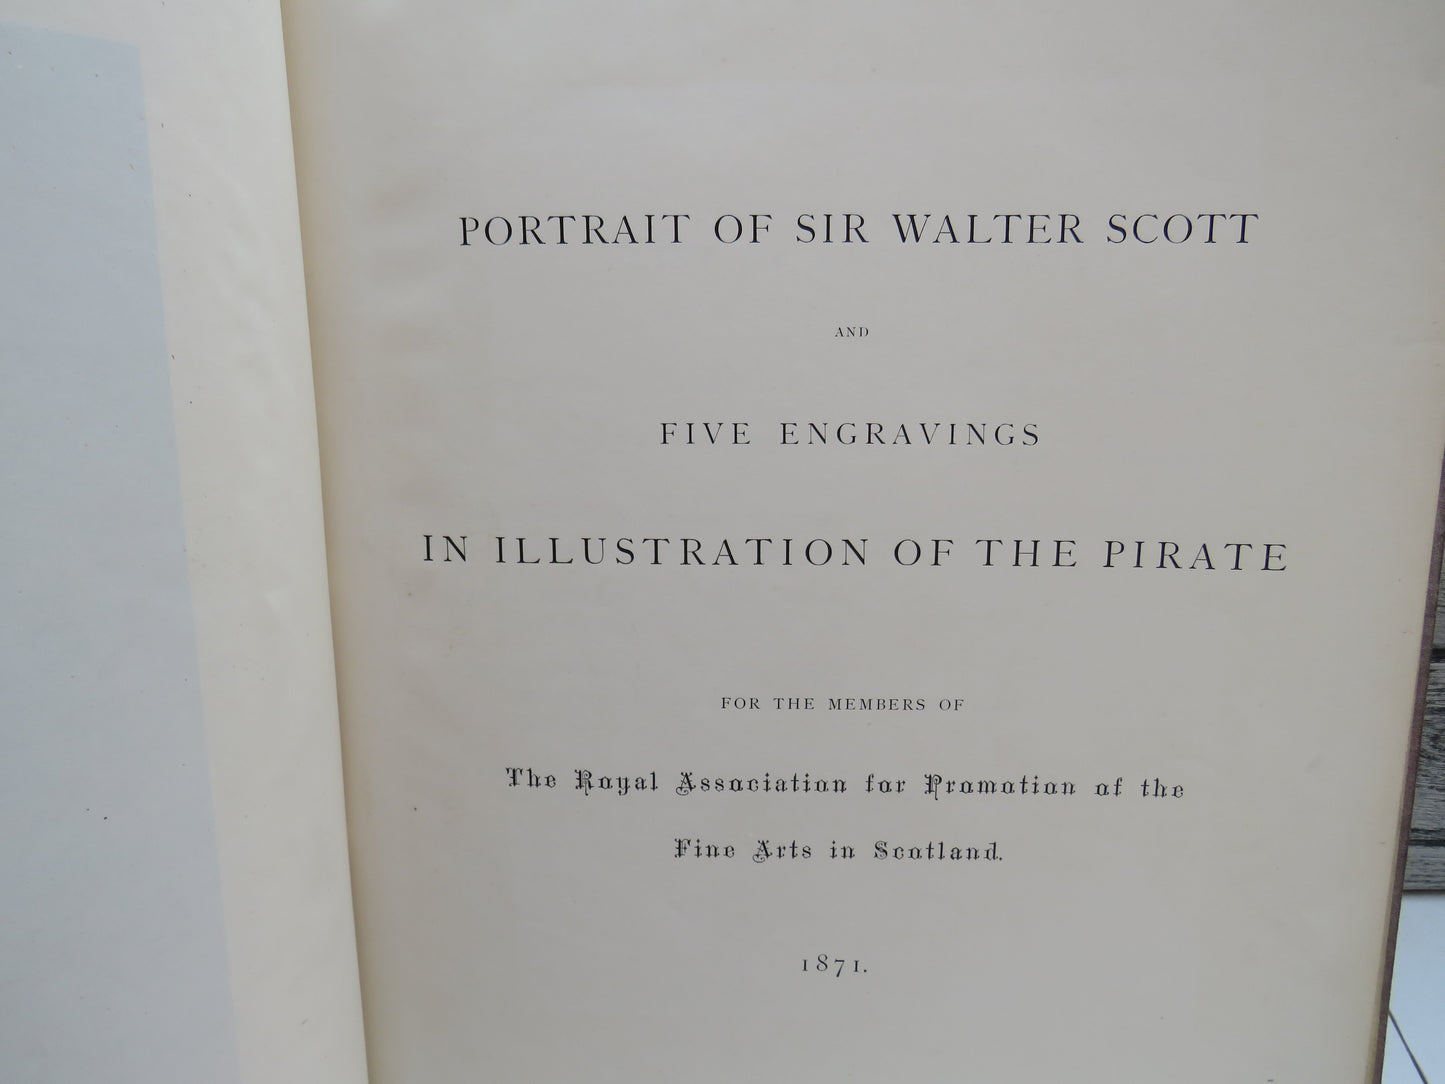 PORTRAIT OF SIR WALTER SCOTT
AND
FIVE ENGRAVINGS
IN ILLUSTRATION OF THE PIRATE
FOR THE MEMBERS OF
The Royal Association for Promotion of the
Fine Arts in Scotland.
1871.